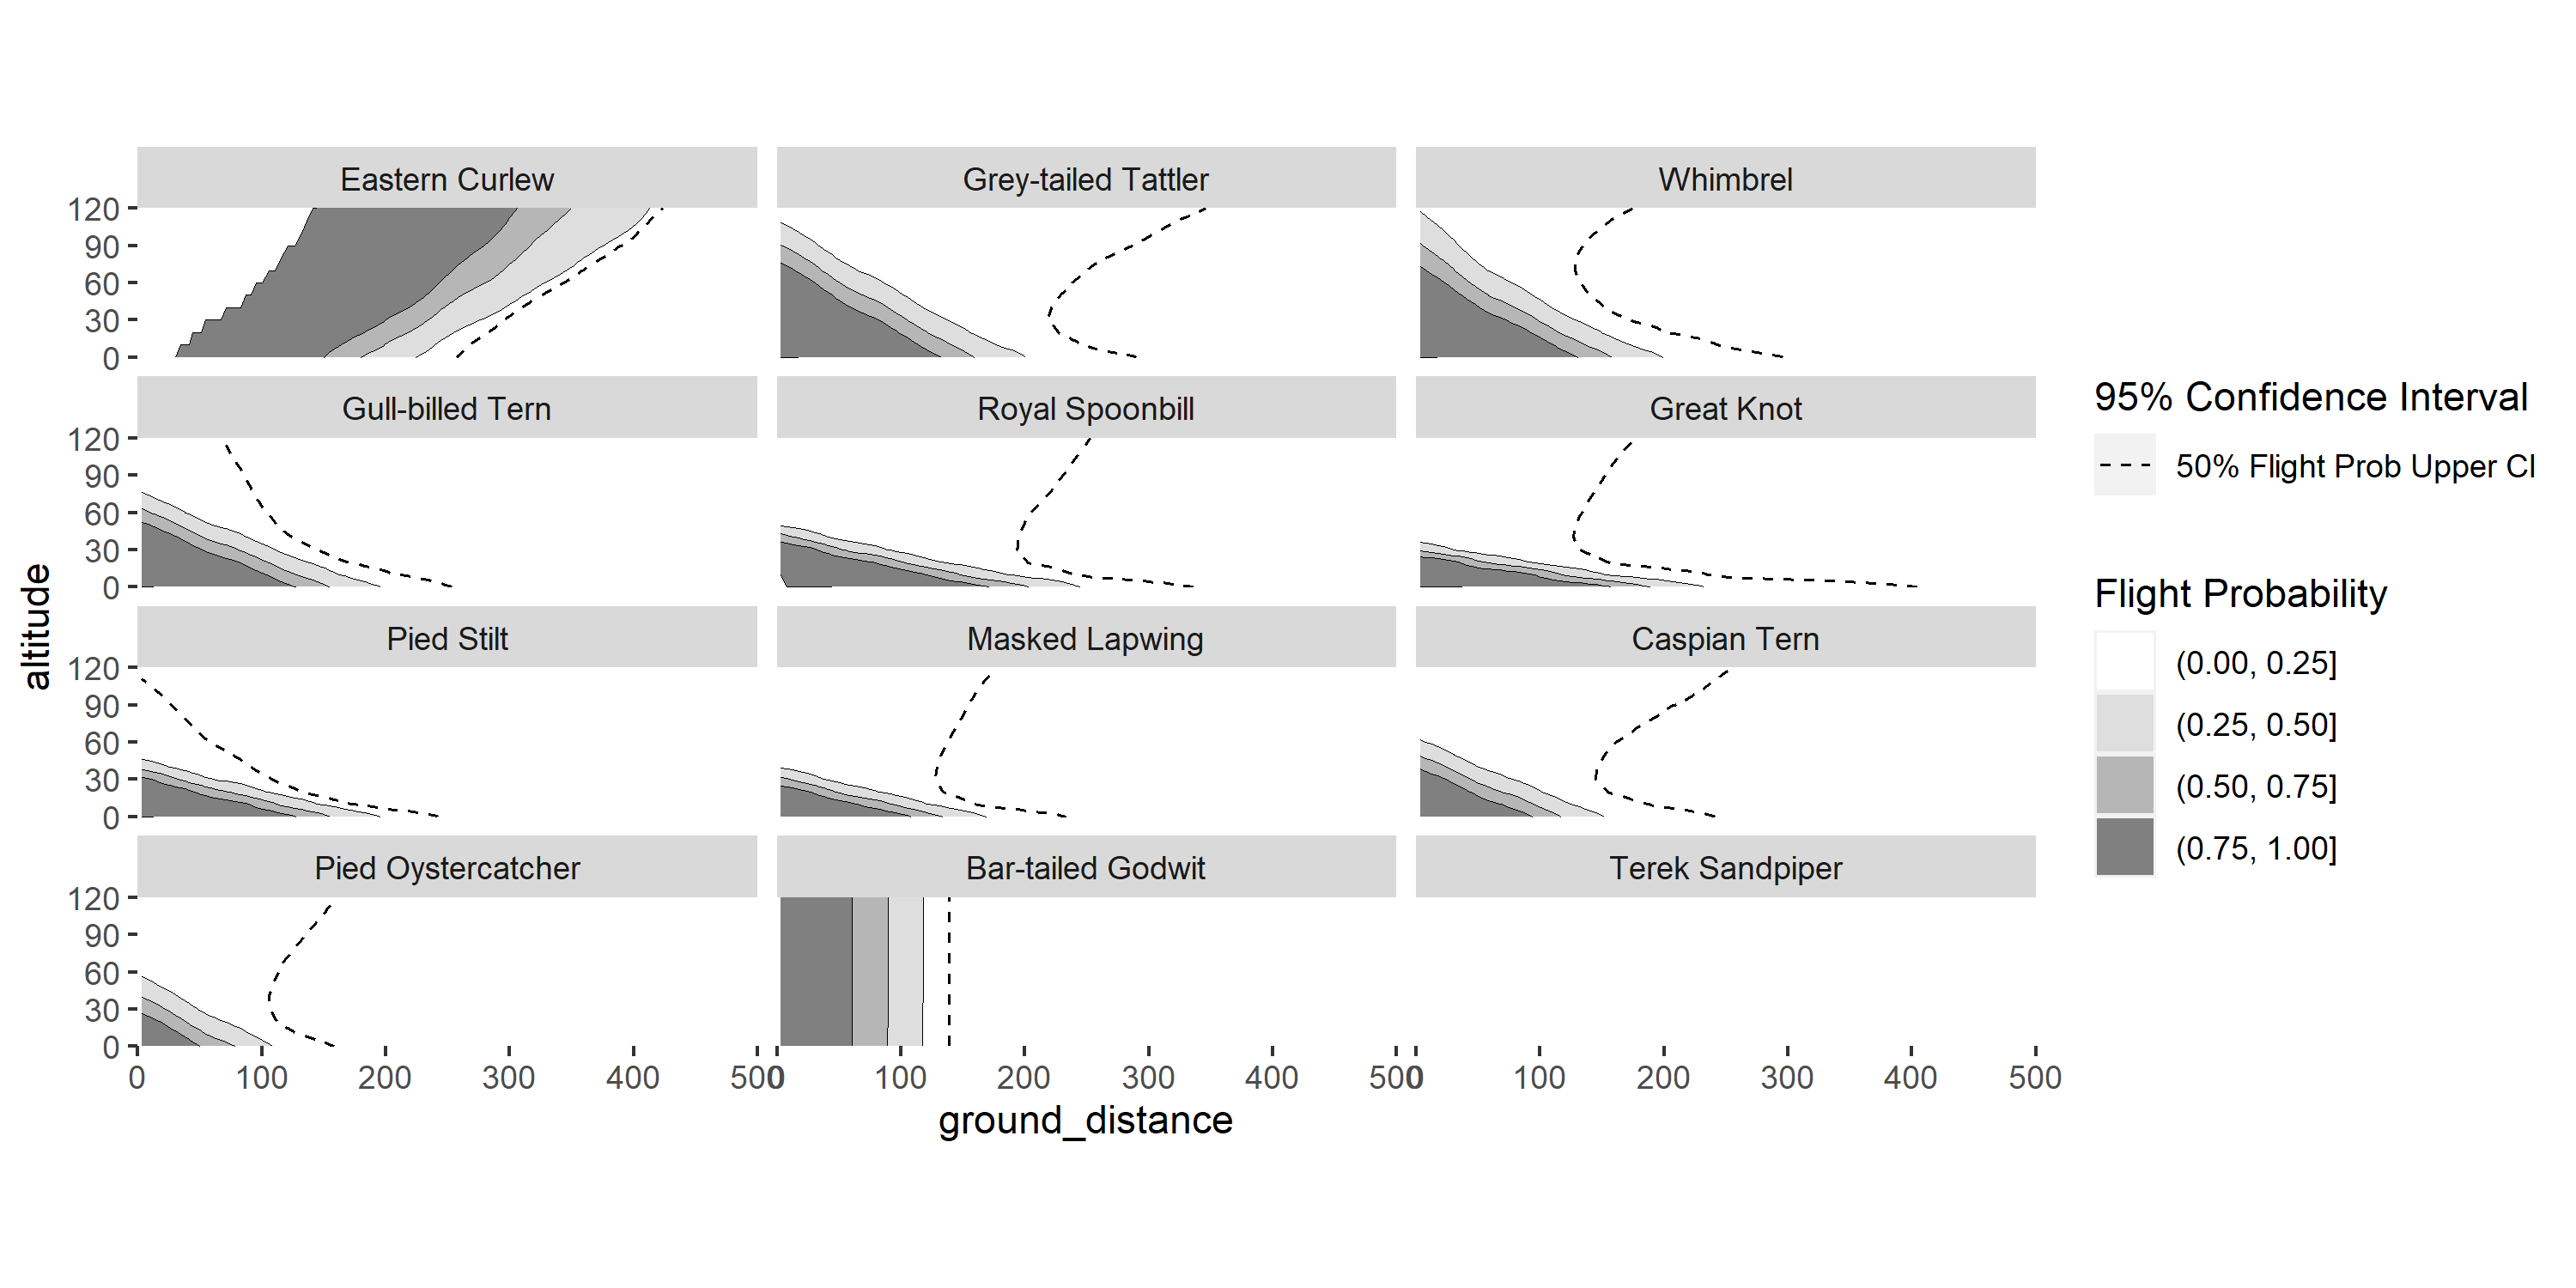 Eastern Curlew
Grey-tailed Tattler
Whimbrel
120
90
60
30
0
Gull-billed Tern
Royal Spoonbill
Great Knot
120
90
60
30
0
Pied Stilt
Masked Lapwing
Caspian Tern
120
90
60
30
0
Pied Oystercatcher
Bar-tailed Godwit
Terek Sandpiper
120
90
60
30
0
0 100 200 300 400 500
0 100 200 300 400 500
0 100 200 300 400 500
ground_distance
altitude
95% Confidence Interval
50% Flight Prob Upper CI
Flight Probability
(0.00, 0.25]
(0.25, 0.50]
(0.50, 0.75]
(0.75, 1.00]